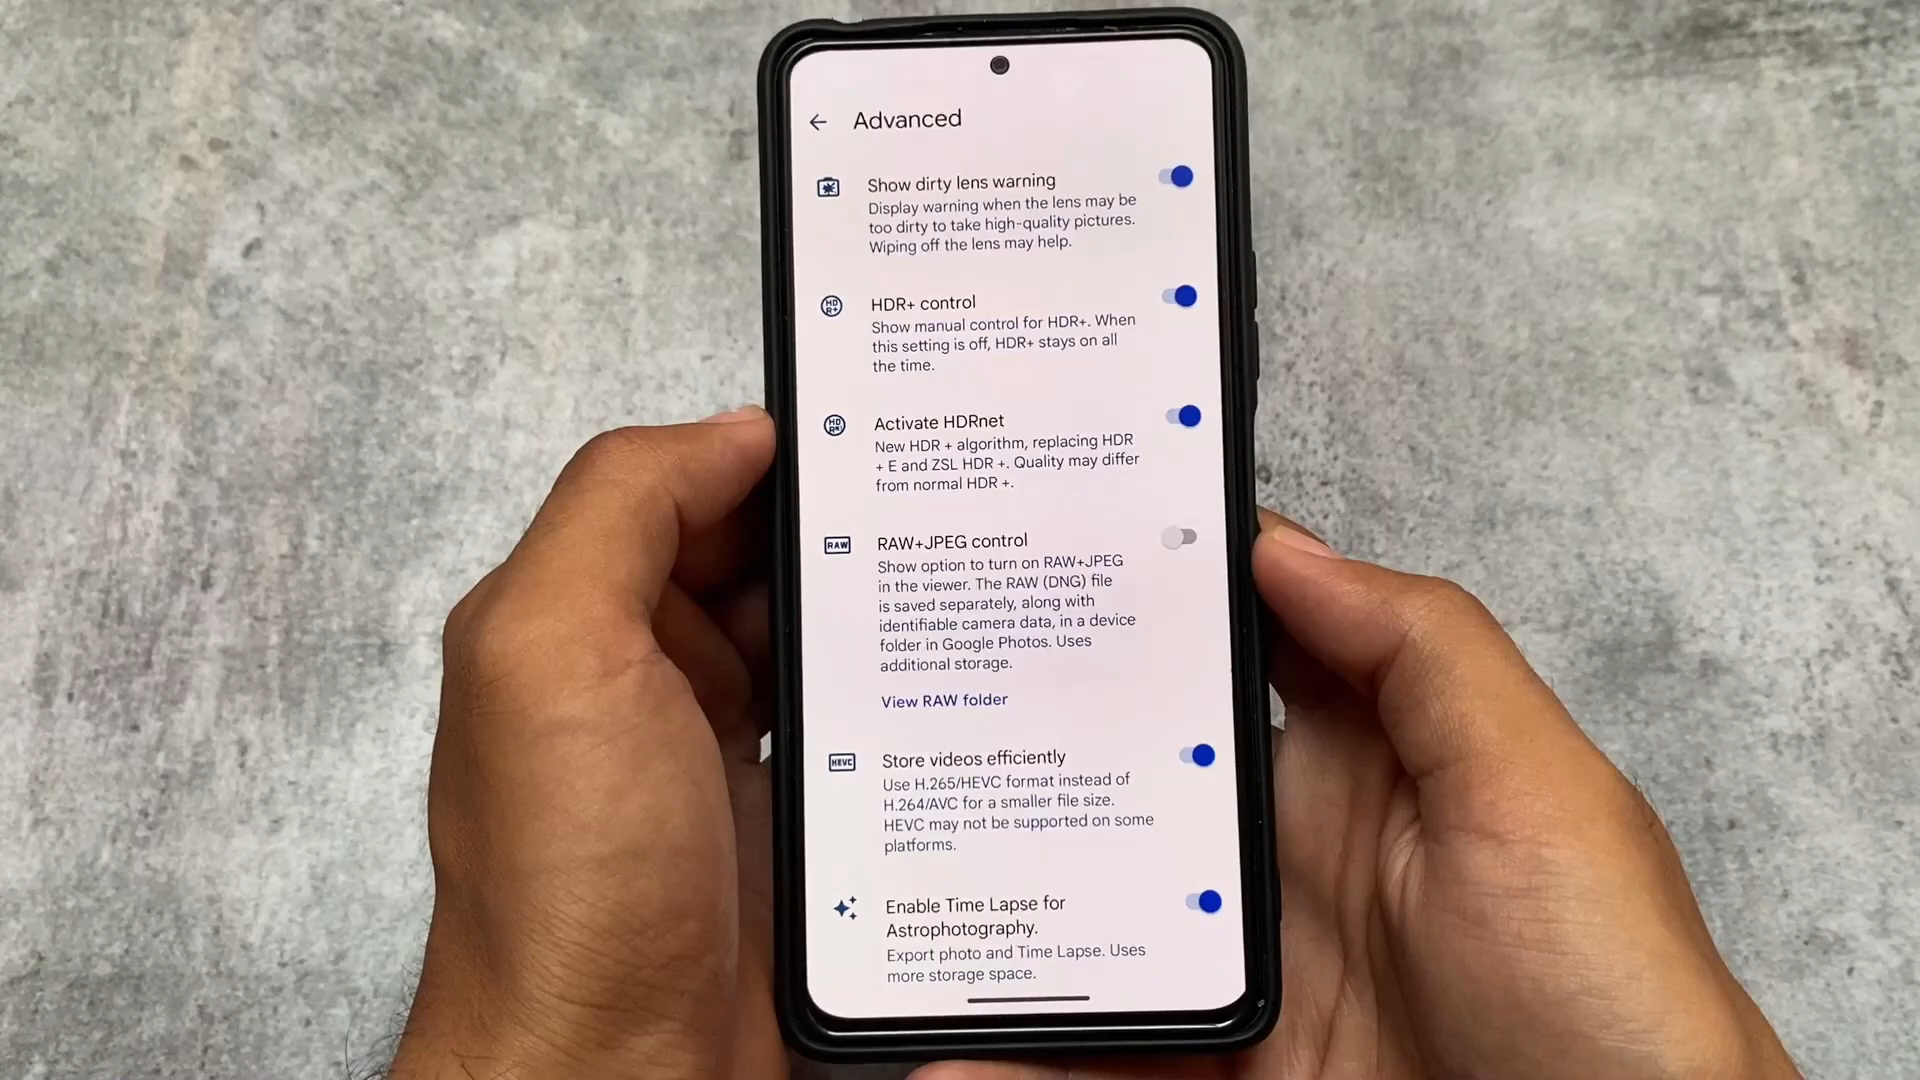 Advanced
Show dirty lens warning
Display warning when the lens may be
too dirty to take high-quality pictures.
Wiping off the lens may help.
HD
R+
HDR+ control
Show manual control for HDR+. When
this setting is off, HDR+ stays on all
the time.
Activate HDRnet
New HDR + algorithm, replacing HDR
+ E and ZSL HDR +. Quality may differ
from normal HDR +.
RAW
RAW+JPEG control
Show option to turn on RAW+JPEG
in the viewer. The RAW (DNG) file
is saved separately, along with
identifiable camera data, in a device
folder in Google Photos. Uses
additional storage.
View RAW folder
HEVC
Store videos efficiently
Use H.265/HEVC format instead of
H.264/AVC for a smaller file size.
HEVC may not be supported on some
platforms.
Enable Time Lapse for
Astrophotography.
Export photo and Time Lapse. Uses
more storage space.